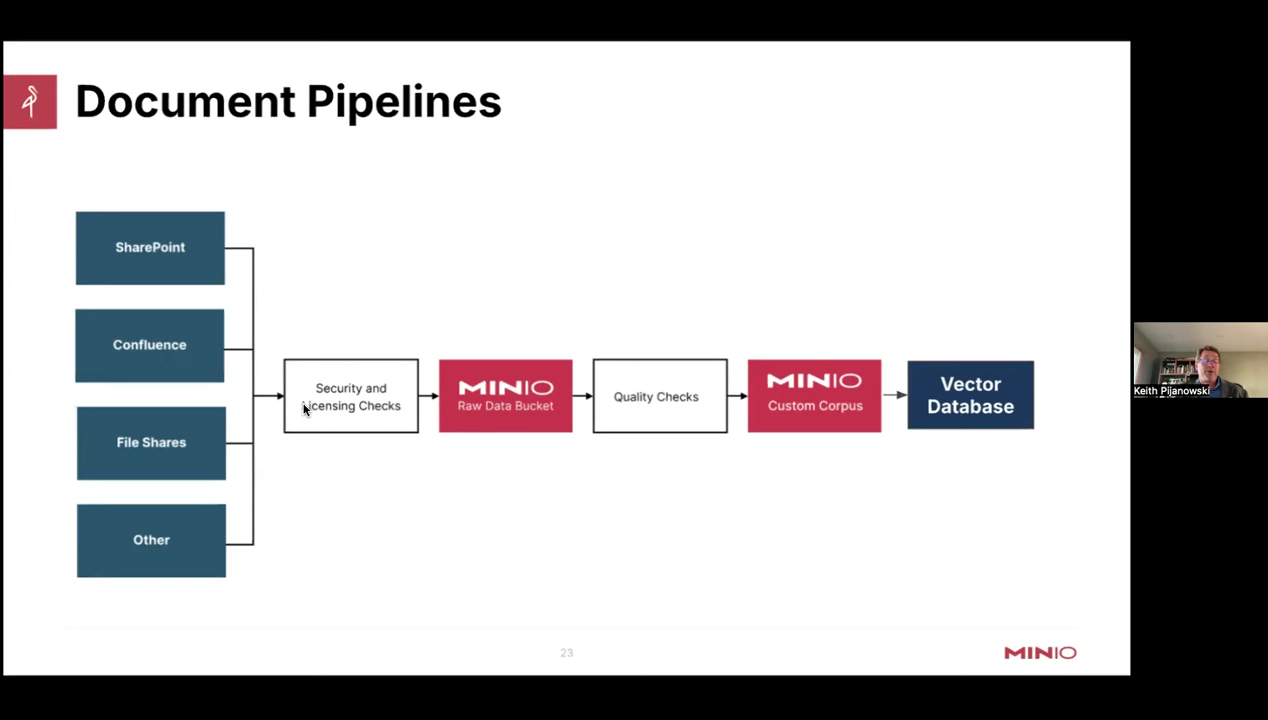 Document Pipelines
SharePoint
Confluence
File Shares
Other
Security and
Licensing Checks
MINIO
Raw Data Bucket
Quality Checks
MINIO
Custom Corpus
Vector
Database
Keith Pijanowski
23
MINIO